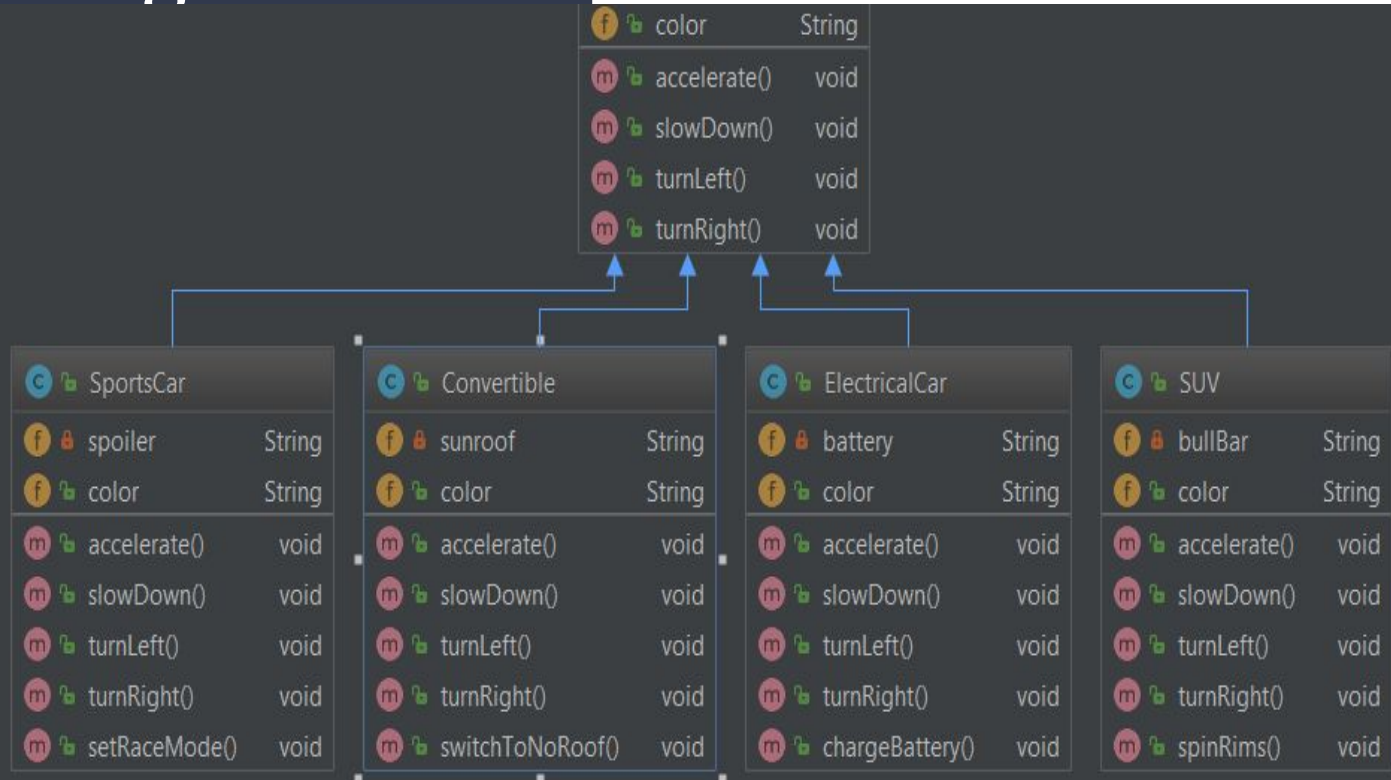 color String
accelerate() void
slowDown() void
turnLeft() void
turnRight() void
SportsCar
spoiler String
color String
accelerate() void
slowDown() void
turnLeft() void
turnRight() void
setRaceMode() void
Convertible
sunroof String
color String
accelerate() void
slowDown() void
turnLeft() void
turnRight() void
switchToNoRoof() void
ElectricalCar
battery String
color String
accelerate() void
slowDown() void
turnLeft() void
turnRight() void
chargeBattery() void
SUV
bullBar String
color String
accelerate() void
slowDown() void
turnLeft() void
turnRight() void
spinRims() void